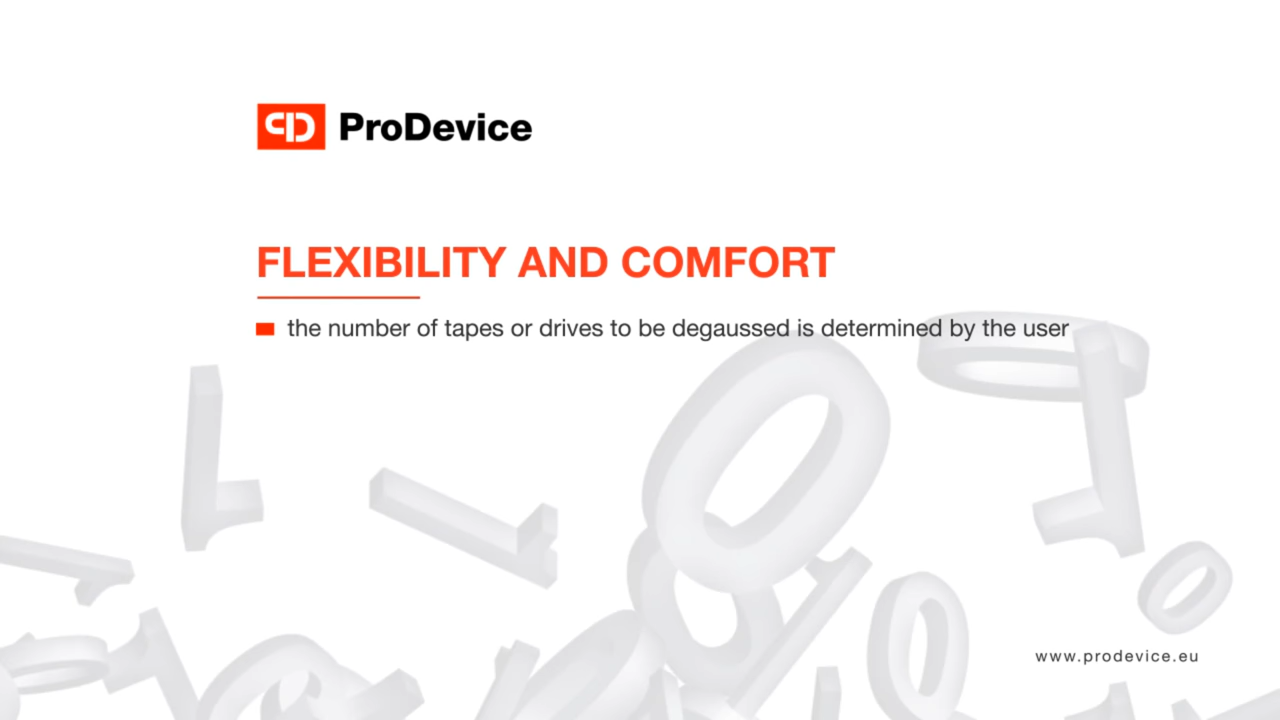 ProDevice
FLEXIBILITY AND COMFORT
the number of tapes or drives to be degaussed is determined by the user
www.prodevice.eu